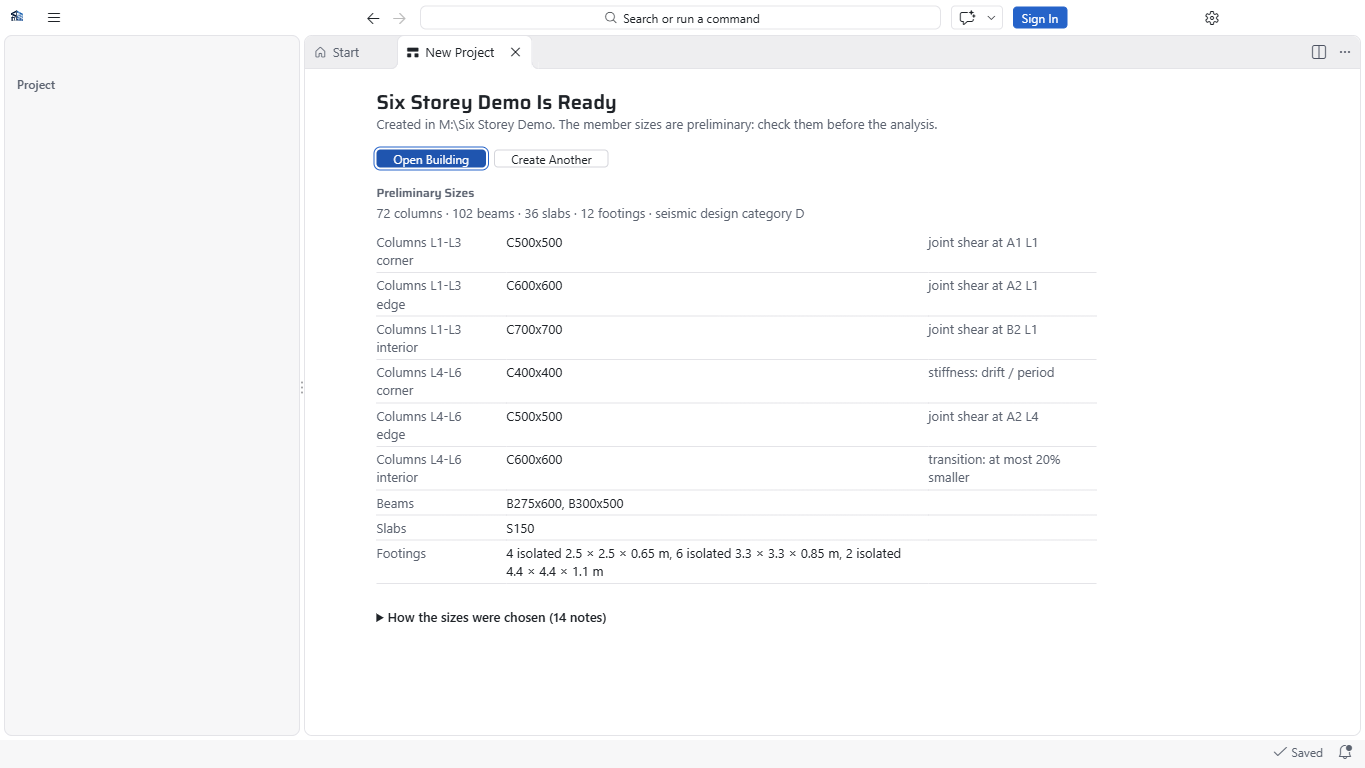 Search or run a command
Sign In
Start
New Project
Project
Six Storey Demo Is Ready
Created in M:\Six Storey Demo. The member sizes are preliminary: check them before the analysis.
Open Building
Create Another
Preliminary Sizes
72 columns · 102 beams · 36 slabs · 12 footings · seismic design category D
Columns L1-L3 corner C500x500 joint shear at A1 L1
Columns L1-L3 edge C600x600 joint shear at A2 L1
Columns L1-L3 interior C700x700 joint shear at B2 L1
Columns L4-L6 corner C400x400 stiffness: drift / period
Columns L4-L6 edge C500x500 joint shear at A2 L4
Columns L4-L6 interior C600x600 transition: at most 20% smaller
Beams B275x600, B300x500
Slabs S150
Footings 4 isolated 2.5 × 2.5 × 0.65 m, 6 isolated 3.3 × 3.3 × 0.85 m, 2 isolated 4.4 × 4.4 × 1.1 m
How the sizes were chosen (14 notes)
Saved